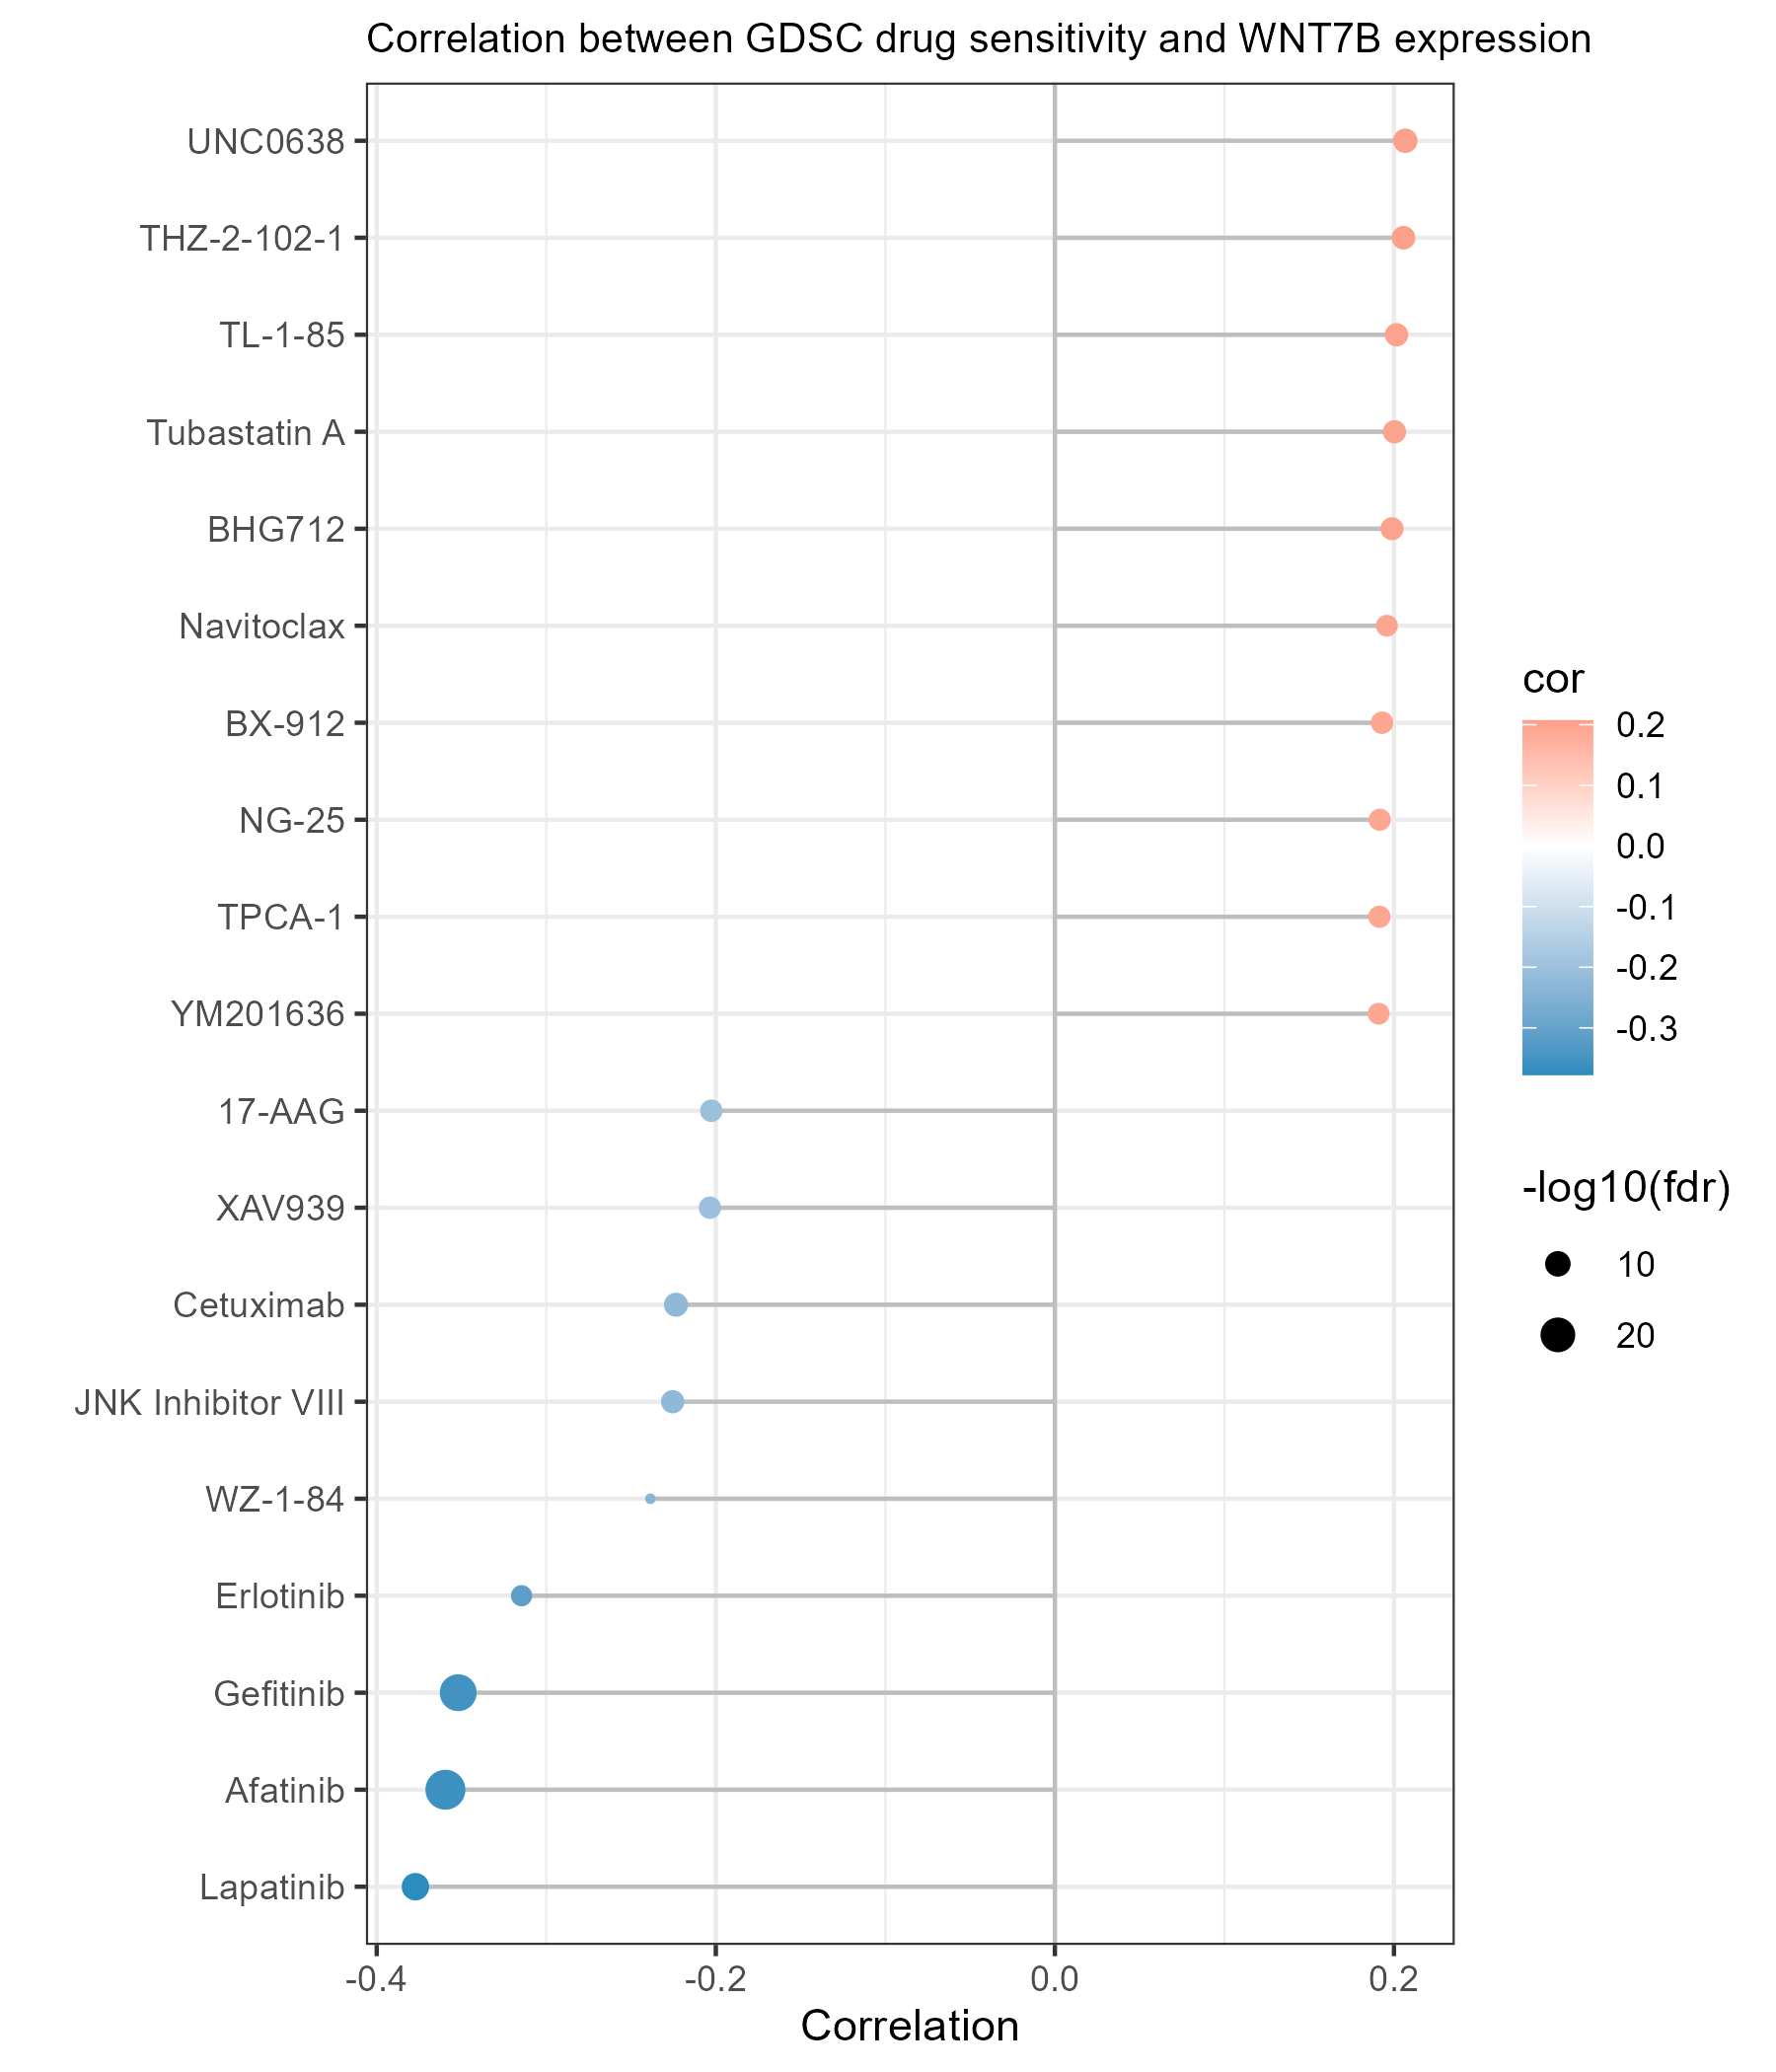 Correlation between GDSC drug sensitivity and WNT7B expression
UNC0638
THZ-2-102-1
TL-1-85
Tubastatin A
BHG712
Navitoclax
BX-912
NG-25
TPCA-1
YM201636
17-AAG
XAV939
Cetuximab
JNK Inhibitor VIII
WZ-1-84
Erlotinib
Gefitinib
Afatinib
Lapatinib
-0.4
-0.2
0.0
0.2
Correlation
cor
0.2
0.1
0.0
-0.1
-0.2
-0.3
-log10(fdr)
10
20